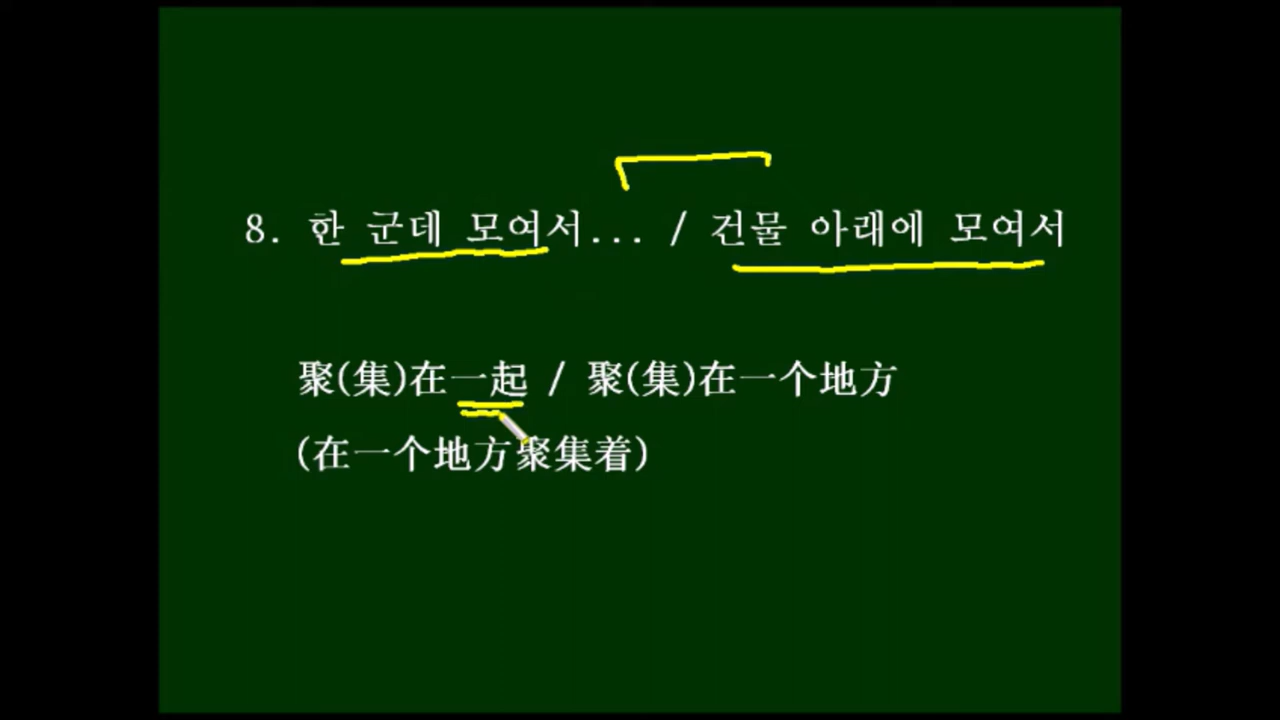 8. 한 군데 모여서... / 건물 아래에 모여서
聚(集)在一起 / 聚(集)在一个地方
(在一个地方聚集着)